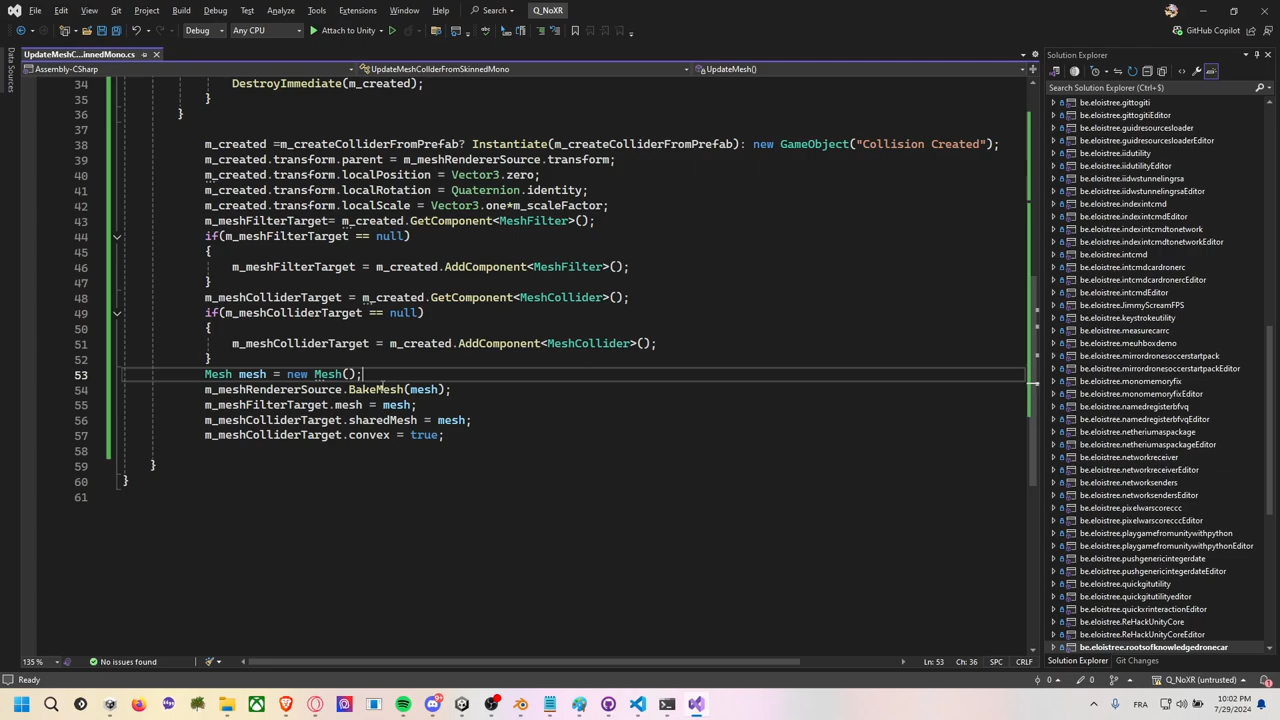 File Edit View Git Project Build Debug Test Analyze Tools Extensions Window Help Search Q_NoXR
Debug Any CPU Attach to Unity GitHub Copilot
Data Sources
UpdateMeshC...innedMono.cs
Assembly-CSharp UpdateMeshCollderFromSkinnedMono UpdateMesh()
34 DestroyImmediate(m_created);
35 }
36 }
37
38 m_created =m_createColliderFromPrefab? Instantiate(m_createColliderFromPrefab): new GameObject("Collision Created");
39 m_created.transform.parent = m_meshRendererSource.transform;
40 m_created.transform.localPosition = Vector3.zero;
41 m_created.transform.localRotation = Quaternion.identity;
42 m_created.transform.localScale = Vector3.one*m_scaleFactor;
43 m_meshFilterTarget= m_created.GetComponent<MeshFilter>();
44 if(m_meshFilterTarget == null)
45 {
46 m_meshFilterTarget = m_created.AddComponent<MeshFilter>();
47 }
48 m_meshColliderTarget = m_created.GetComponent<MeshCollider>();
49 if(m_meshColliderTarget == null)
50 {
51 m_meshColliderTarget = m_created.AddComponent<MeshCollider>();
52 }
53 Mesh mesh = new Mesh();
54 m_meshRendererSource.BakeMesh(mesh);
55 m_meshFilterTarget.mesh = mesh;
56 m_meshColliderTarget.sharedMesh = mesh;
57 m_meshColliderTarget.convex = true;
58
59 }
60 }
61
135 % No issues found Ln: 53 Ch: 36 SPC CRLF
Solution Explorer
Search Solution Explorer (Ctrl+$)
be.eloistree.gittogiti
be.eloistree.gittogitiEditor
be.eloistree.guidresourcesloader
be.eloistree.guidresourcesloaderEditor
be.eloistree.iidutility
be.eloistree.iidutilityEditor
be.eloistree.iidwstunnelingrsa
be.eloistree.iidwstunnelingrsaEditor
be.eloistree.indexintcmd
be.eloistree.indexintcmdEditor
be.eloistree.indexintcmdtonetwork
be.eloistree.indexintcmdtonetworkEditor
be.eloistree.intcmd
be.eloistree.intcmdcardronerc
be.eloistree.intcmdcardronercEditor
be.eloistree.intcmdEditor
be.eloistree.JimmyScreamFPS
be.eloistree.keystrokeutility
be.eloistree.measurecarrc
be.eloistree.meuhboxdemo
be.eloistree.mirrordronesoccerstartpack
be.eloistree.mirrordronesoccerstartpackEditor
be.eloistree.monomemoryfix
be.eloistree.monomemoryfixEditor
be.eloistree.namedregisterbfvq
be.eloistree.namedregisterbfvqEditor
be.eloistree.netheriumaspackage
be.eloistree.netheriumaspackageEditor
be.eloistree.networkreceiver
be.eloistree.networkreceiverEditor
be.eloistree.networksenders
be.eloistree.networksendersEditor
be.eloistree.pixelwarscoreccc
be.eloistree.pixelwarscorecccEditor
be.eloistree.playgamefromunitywithpython
be.eloistree.playgamefromunitywithpythonEditor
be.eloistree.pushgenericintegerdate
be.eloistree.pushgenericintegerdateEditor
be.eloistree.quickgitutility
be.eloistree.quickgitutilityeditor
be.eloistree.quickxrinteractionEditor
be.eloistree.ReHackUnityCore
be.eloistree.ReHackUnityCoreEditor
be.eloistree.rootsofknowledgedronecar
Solution Explorer Git Changes
Ready 0 0 Q_NoXR (untrusted)
FRA 10:02 PM
7/29/2024